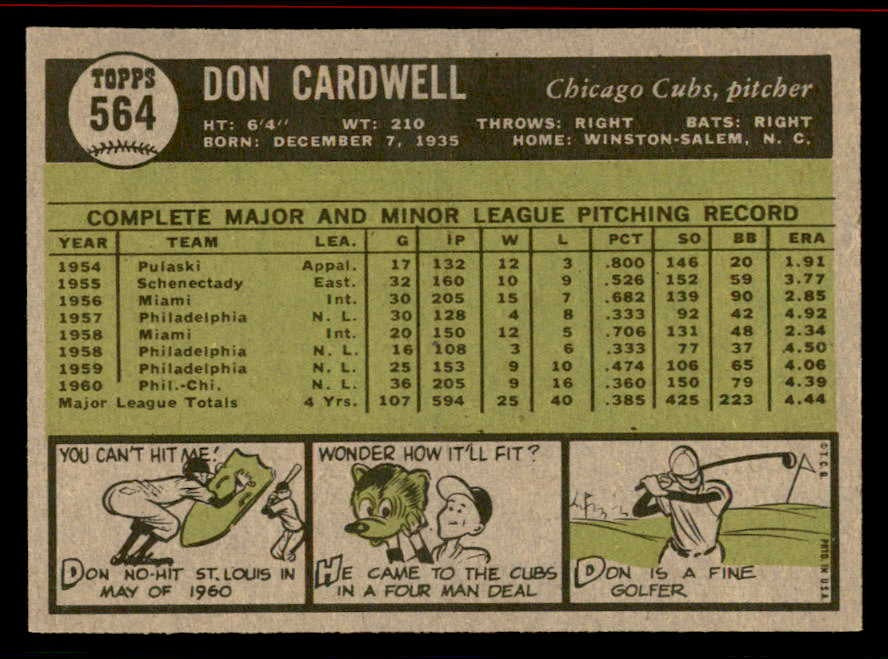 TOPPS
564
DON CARDWELL
Chicago Cubs, pitcher
HT: 6'4" WT: 210 THROWS: RIGHT BATS: RIGHT
BORN: DECEMBER 7, 1935 HOME: WINSTON-SALEM, N. C.
COMPLETE MAJOR AND MINOR LEAGUE PITCHING RECORD
YEAR TEAM LEA. G IP W L PCT SO BB ERA
1954 Pulaski Appal. 17 132 12 3 .800 146 20 1.91
1955 Schenectady East. 32 160 10 9 .526 152 59 3.77
1956 Miami Int. 30 205 15 7 .682 139 90 2.85
1957 Philadelphia N. L. 30 128 4 8 .333 92 42 4.92
1958 Miami Int. 20 150 12 5 .706 131 48 2.34
1958 Philadelphia N. L. 16 108 3 6 .333 77 37 4.50
1959 Philadelphia N. L. 25 153 9 10 .474 106 65 4.06
1960 Phil.-Chi. N. L. 36 205 9 16 .360 150 79 4.39
Major League Totals 4 Yrs. 107 594 25 40 .385 425 223 4.44
YOU CAN'T HIT ME!
DON NO-HIT ST. LOUIS IN
MAY OF 1960
WONDER HOW IT'LL FIT?
HE CAME TO THE CUBS
IN A FOUR MAN DEAL
DON IS A FINE
GOLFER
© T. C. G. PRTD. IN U.S.A.